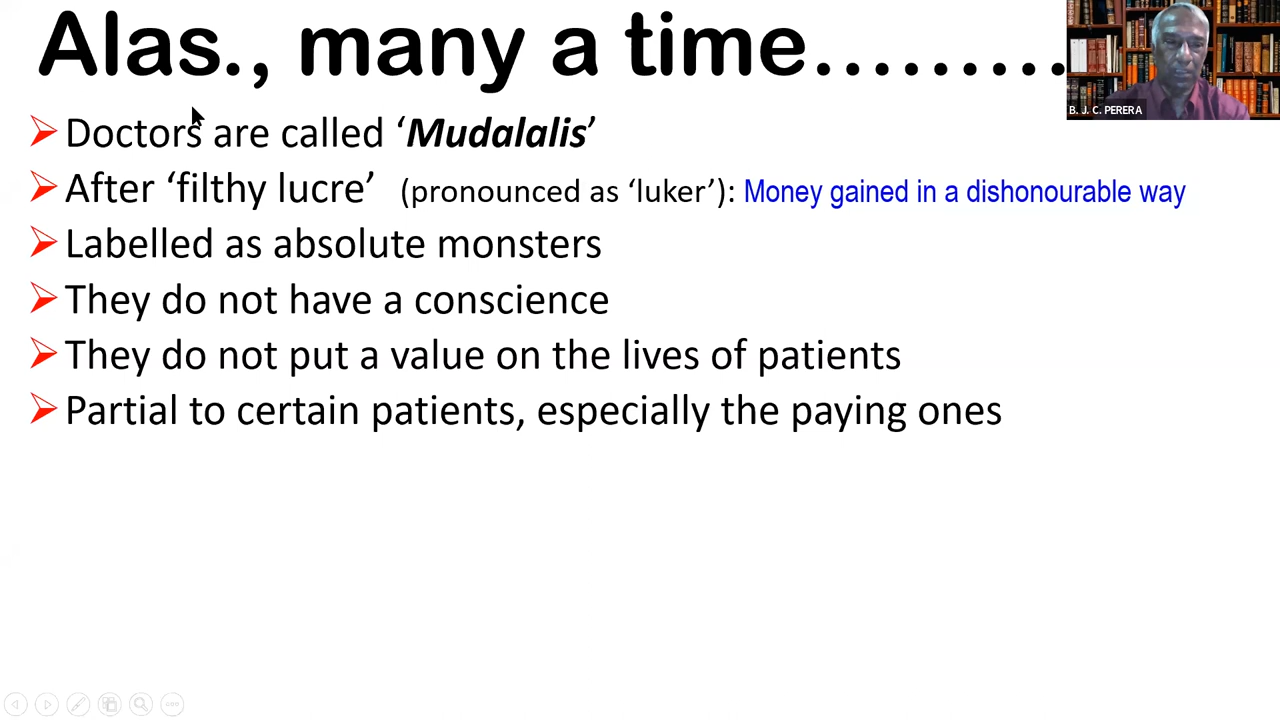 Alas., many a time.........
B. J. C. PERERA
Doctors are called ‘Mudalalis’
After ‘filthy lucre’ (pronounced as ‘luker’): Money gained in a dishonourable way
Labelled as absolute monsters
They do not have a conscience
They do not put a value on the lives of patients
Partial to certain patients, especially the paying ones